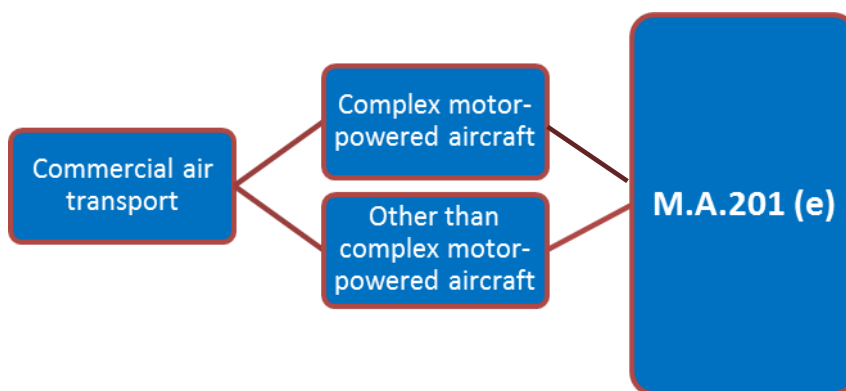 Commercial air
transport
Complex motor-
powered aircraft
Other than
complex motor-
powered aircraft
M.A.201 (e)